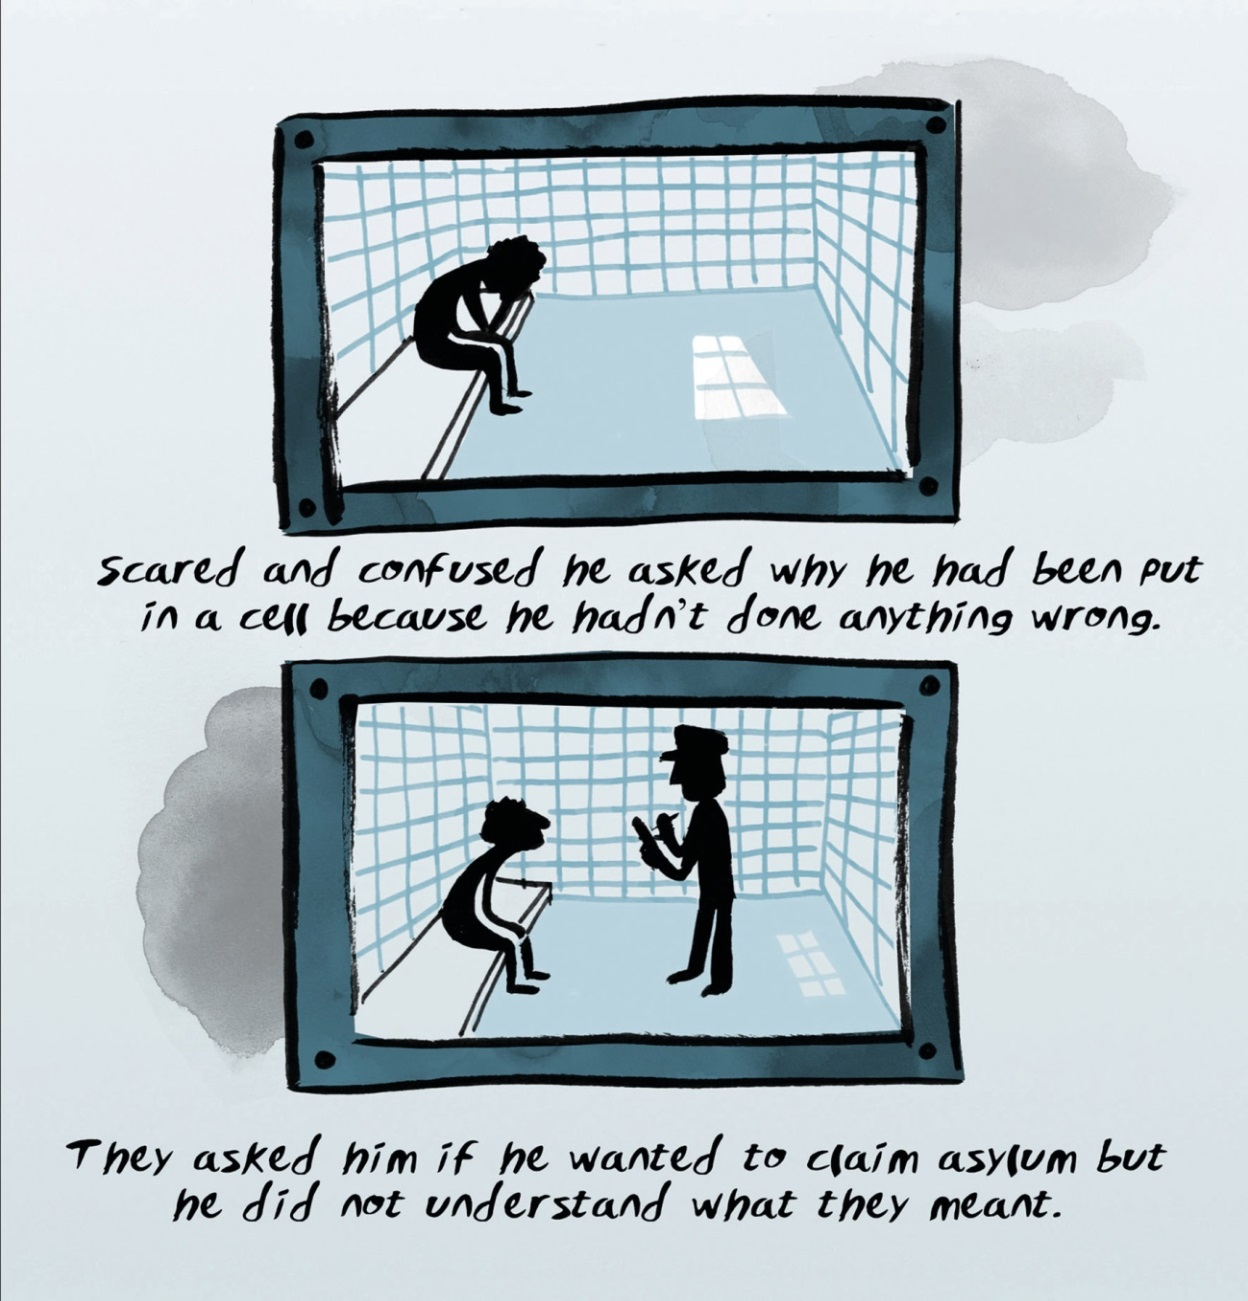 Scared and confused he asked why he had been put
in a cell because he hadn't done anything wrong.
They asked him if he wanted to claim asylum but
he did not understand what they meant.